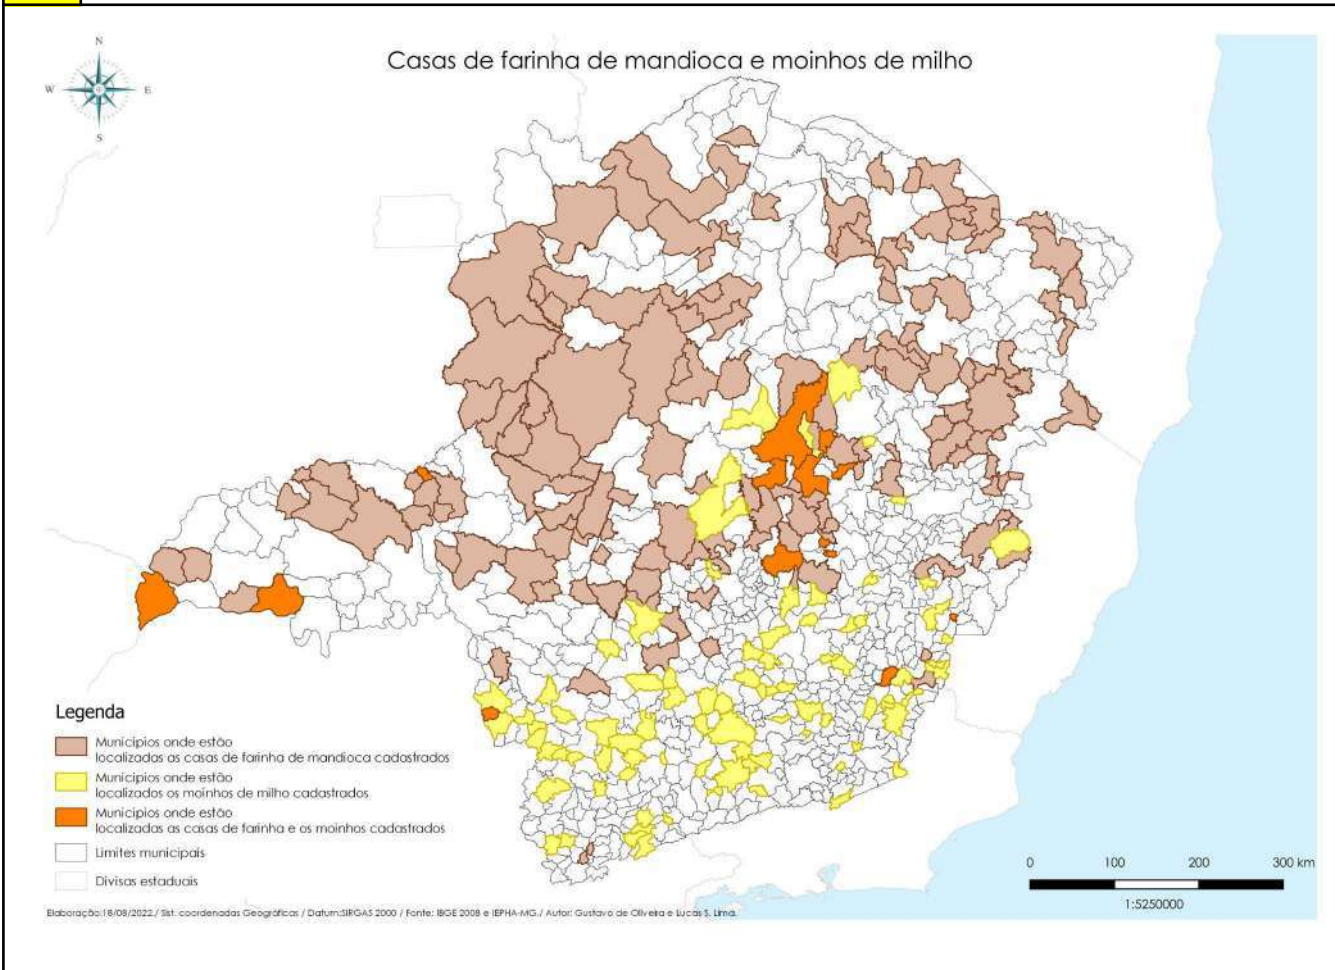 Casas de farinha de mandioca e moinhos de milho
N
W
E
S
Legenda
Municípios onde estão
localizadas as casas de farinha de mandioca cadastrados
Municípios onde estão
localizados os moinhos de milho cadastrados
Municípios onde estão
localizadas as casas de farinha e os moinhos cadastrados
Limites municipais
Divisas estaduais
0 100 200 300 km
1:5250000
Elaboração:18/08/2022./ Sist. coordenadas Geográficas / Datum:SIRGAS 2000 / Fonte: IBGE 2008 e IEPHA-MG./ Autor: Gustavo de Oliveira e Lucas S. Lima.